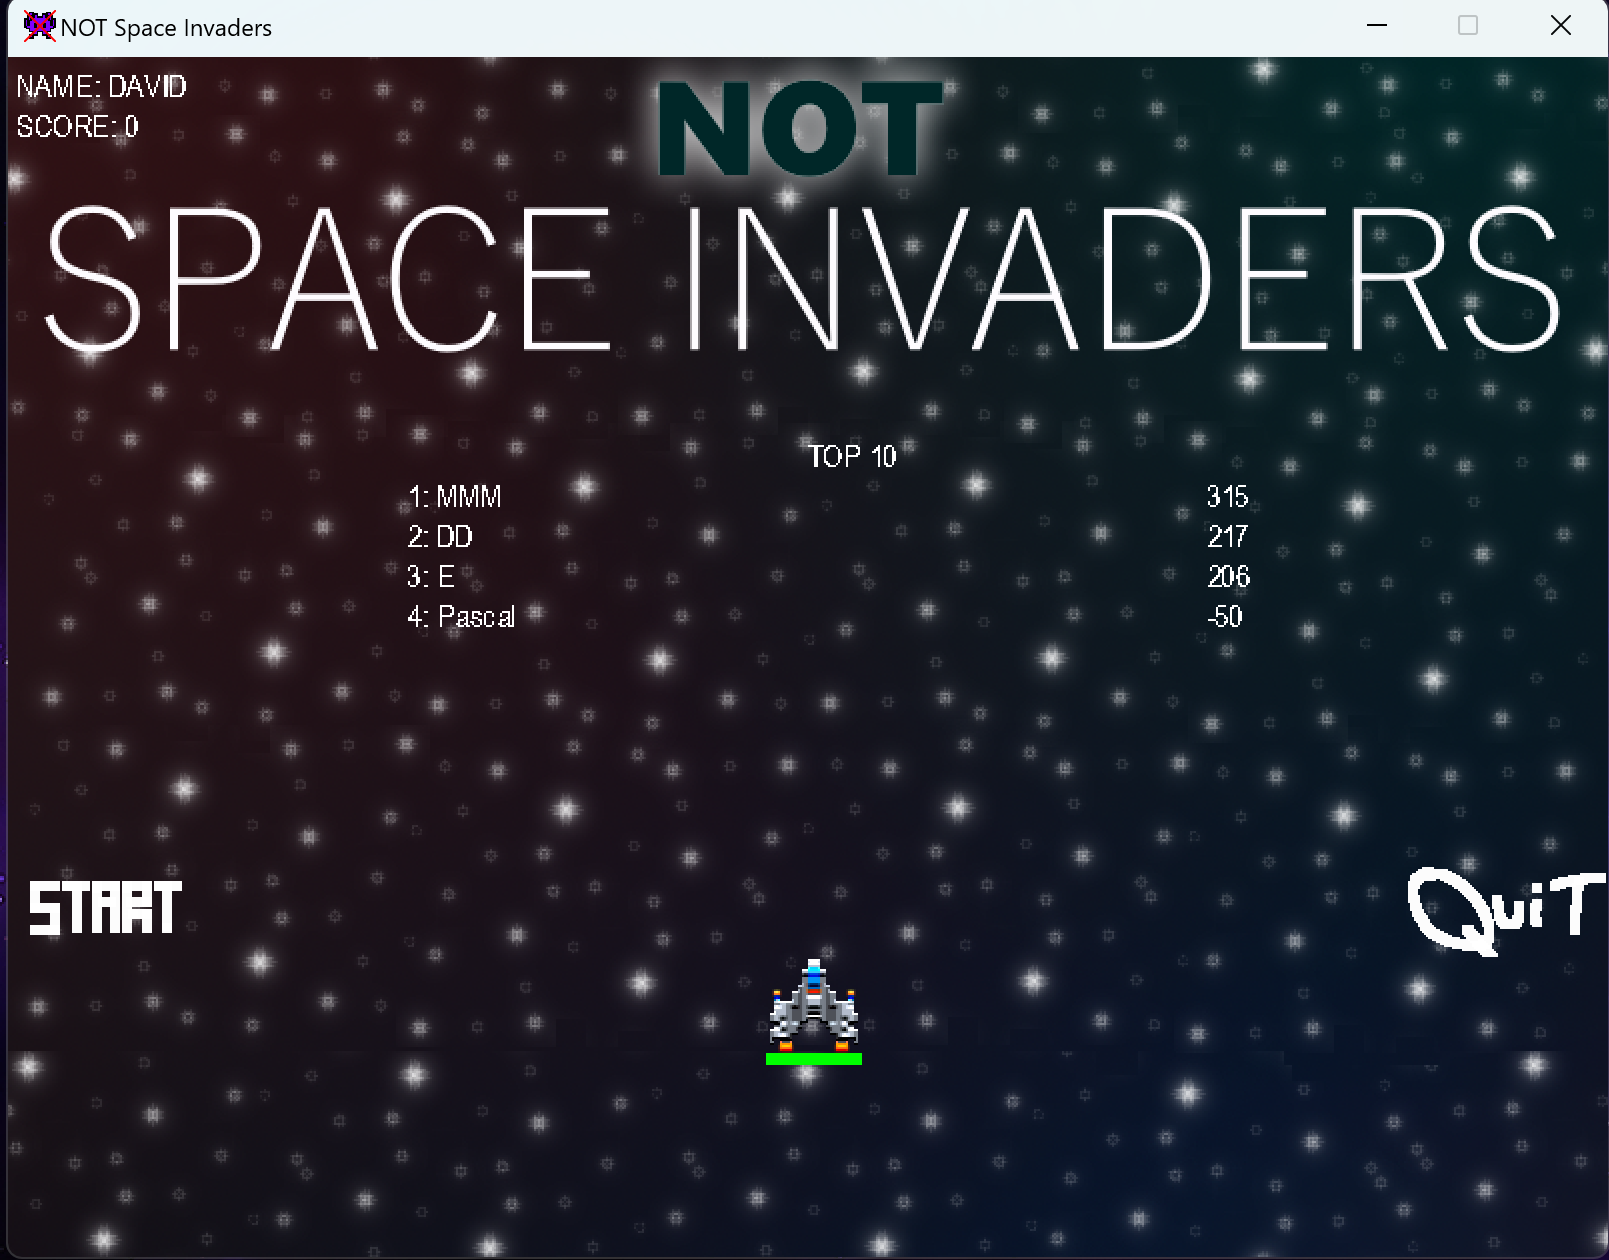 NOT Space Invaders
NAME: DAVID
SCORE: 0
NOT
SPACE INVADERS
TOP 10
1: MMM 315
2: DD 217
3: E 206
4: Pascal -50
START
QuiT